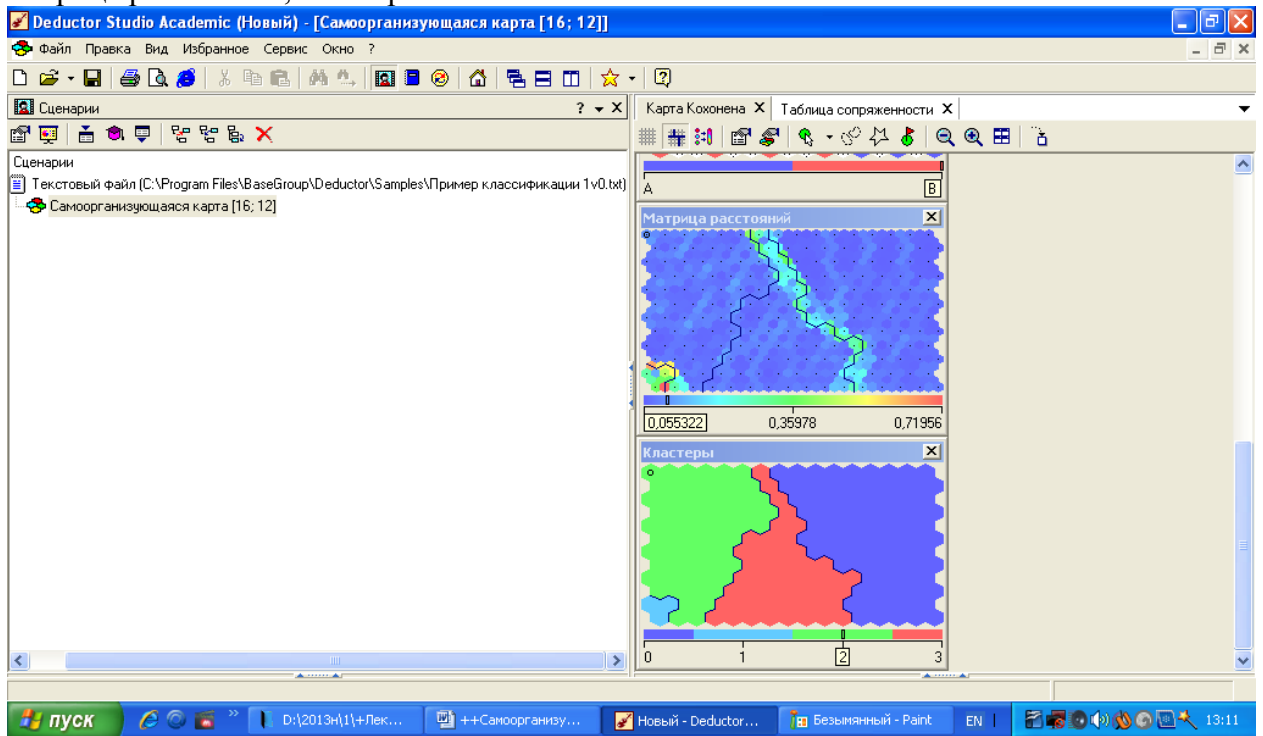 Deductor Studio Academic (Новый) - [Самоорганизующаяся карта [16; 12]]
Файл Правка Вид Избранное Сервис Окно ?
Сценарии
Карта Кохонена
Таблица сопряженности
Сценарии
Текстовый файл (C:\Program Files\BaseGroup\Deductor\Samples\Пример классификации 1v0.txt)
Самоорганизующаяся карта [16; 12]
A B
Матрица расстояний
0,055322 0,35978 0,71956
Кластеры
0 1 2 3
пуск
D:\2013н\1\+Лек...
++Самоорганизу...
Новый - Deductor...
Безымянный - Paint
EN
13:11